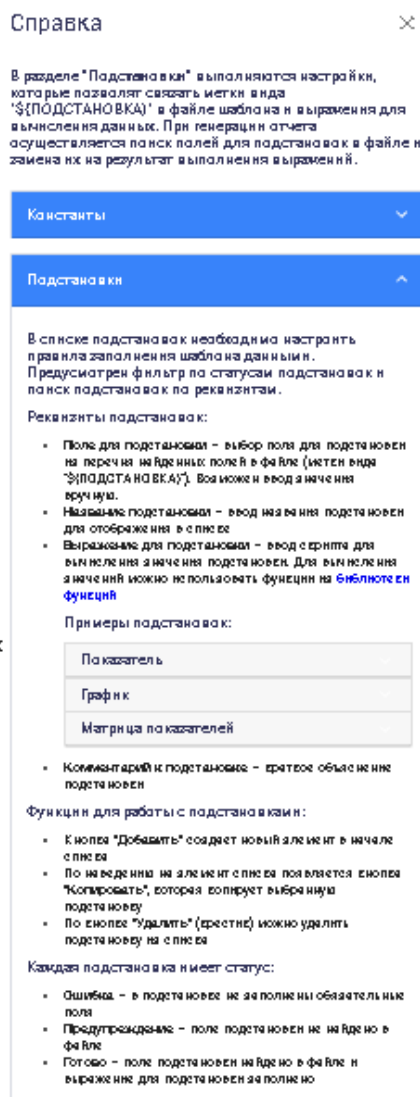 Справка
В разделе "Подстановки" выполняются настройки,
которые позволят связать метки вида
'${ПОДСТАНОВКА}' в файле шаблона и выражения для
вычисления данных. При генерации отчета
осуществляется поиск полей для подстановок в файле и
замена их на результат выполнения выражений.
Константы
Подстановки
В списке подстановок необходимо настроить
правила заполнения шаблона данными.
Предусмотрен фильтр по статусам подстановок и
поиск подстановок по реквизитам.
Реквизиты подстановок:
• Поле для подстановки – выбор поля для подстановки
из перечня найденных полей в файле (метки вида
'${ПОДСТАНОВКА}'). Возможен ввод значения
вручную.
• Название подстановки – ввод названия подстановки
для отображения в списке
• Выражение для подстановки – ввод скрипта для
вычисления значения подстановки. Для вычисления
значений можно использовать функции из библиотеки
функций
Примеры подстановок:
Показатель
График
Матрица показателей
• Комментарий к подстановке – краткое объяснение
подстановки
Функции для работы с подстановками:
• Кнопка "Добавить" создает новый элемент в начале
списка
• По наведению на элемент списка появляется кнопка
"Копировать", которая копирует выбранную
подстановку
• По кнопке "Удалить" (крестик) можно удалить
подстановку из списка
Каждая подстановка имеет статус:
• Ошибка – в подстановке не заполнены обязательные
поля
• Предупреждение – поле подстановки не найдено в
файле
• Готово – поле подстановки найдено в файле и
выражение для подстановки заполнено